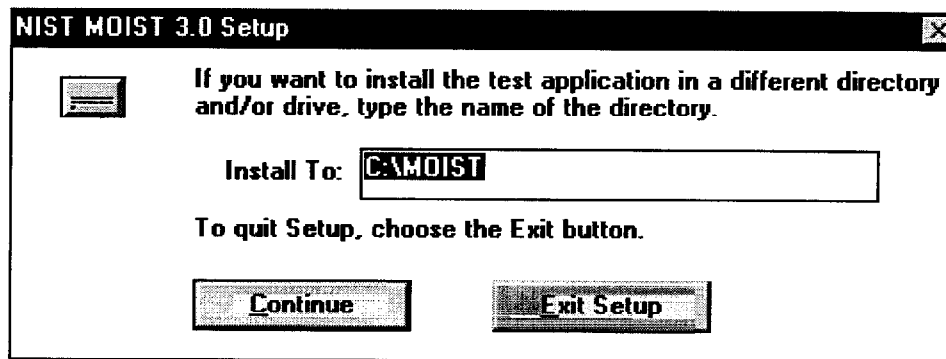 NIST MOIST 3.0 Setup
If you want to install the test application in a different directory
and/or drive, type the name of the directory.
Install To: C:\MOIST
To quit Setup, choose the Exit button.
Continue Exit Setup